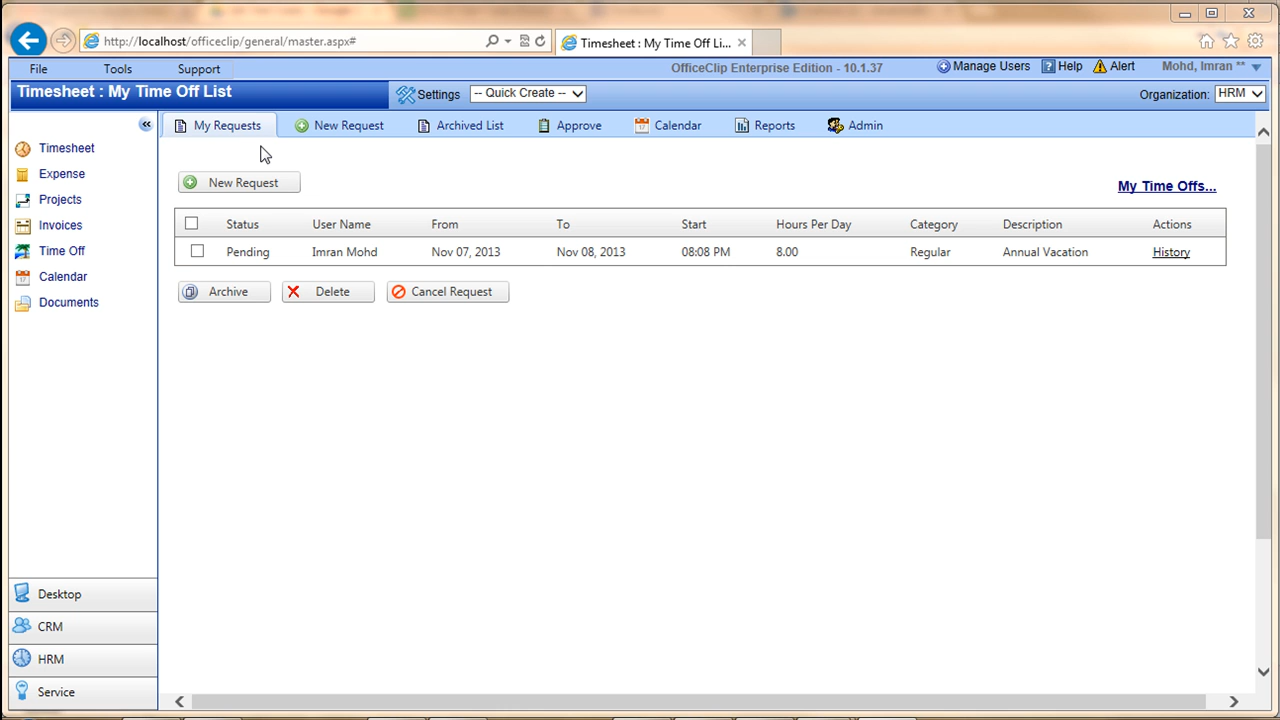 http://localhost/officeclip/general/master.aspx#
Timesheet : My Time Off Li...
File Tools Support
OfficeClip Enterprise Edition - 10.1.37
Manage Users Help Alert Mohd, Imran **
Timesheet : My Time Off List
Settings -- Quick Create --
Organization: HRM
My Requests New Request Archived List Approve Calendar Reports Admin
Timesheet
Expense
Projects
Invoices
Time Off
Calendar
Documents
New Request
My Time Offs...
Status User Name From To Start Hours Per Day Category Description Actions
Pending Imran Mohd Nov 07, 2013 Nov 08, 2013 08:08 PM 8.00 Regular Annual Vacation History
Archive Delete Cancel Request
Desktop
CRM
HRM
Service